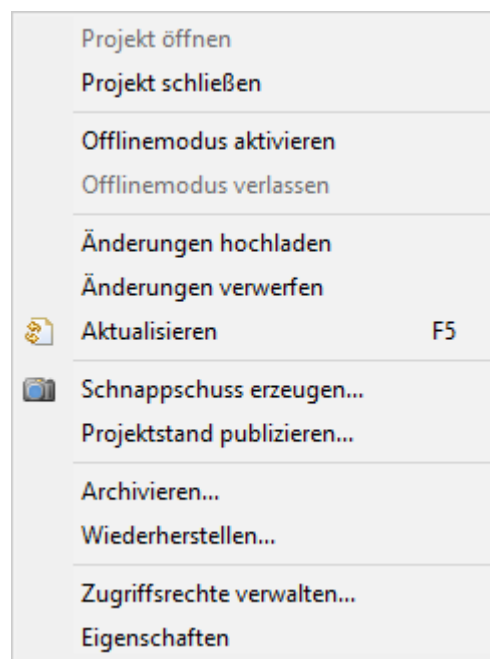 Projekt öffnen
Projekt schließen
Offlinemodus aktivieren
Offlinemodus verlassen
Änderungen hochladen
Änderungen verwerfen
Aktualisieren F5
Schnappschuss erzeugen...
Projektstand publizieren...
Archivieren...
Wiederherstellen...
Zugriffsrechte verwalten...
Eigenschaften